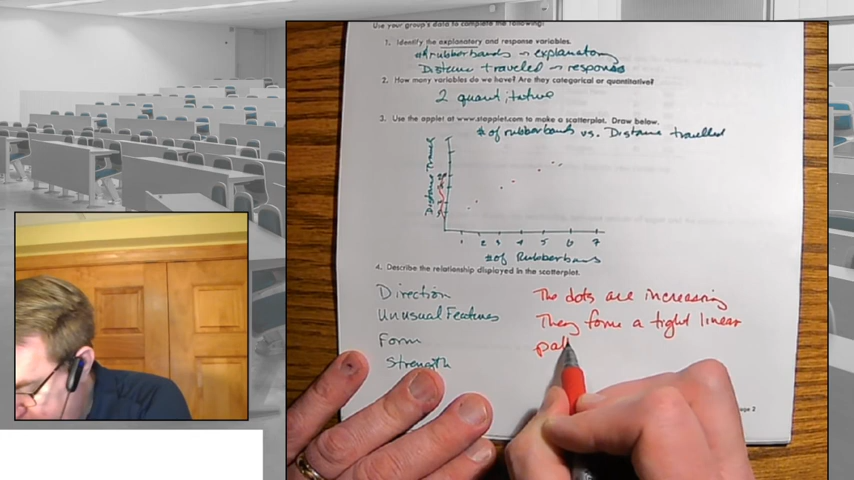 Use your group's data to complete the following:
1. Identify the explanatory and response variables.
# rubberbands → explanatory
Distance traveled → response
2. How many variables do we have? Are they categorical or quantitative?
2 quantitative
3. Use the applet at www.stapplet.com to make a scatterplot. Draw below.
# of rubberbands vs. Distance travelled
Distance
1 2 3 4 5 6 7
# of Rubberbans
4. Describe the relationship displayed in the scatterplot.
Direction
The dots are increasing
Unusual Features
They form a tight linear
Form
Strength